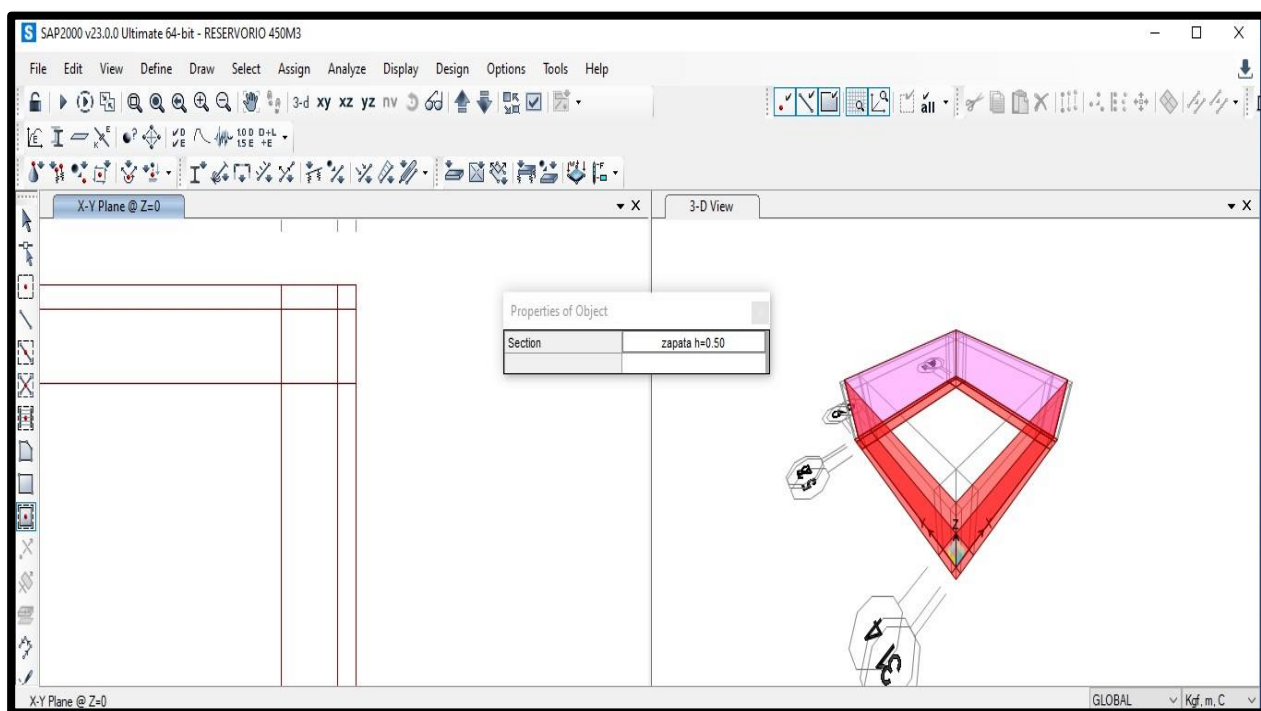 SAP2000 v23.0.0 Ultimate 64-bit - RESERVORIO 450M3
File Edit View Define Draw Select Assign Analyze Display Design Options Tools Help
3-d xy xz yz nv
all
X-Y Plane @ Z=0
3-D View
Properties of Object
Section zapata h=0.50
Z
X-Y Plane @ Z=0
GLOBAL
Kgf, m, C